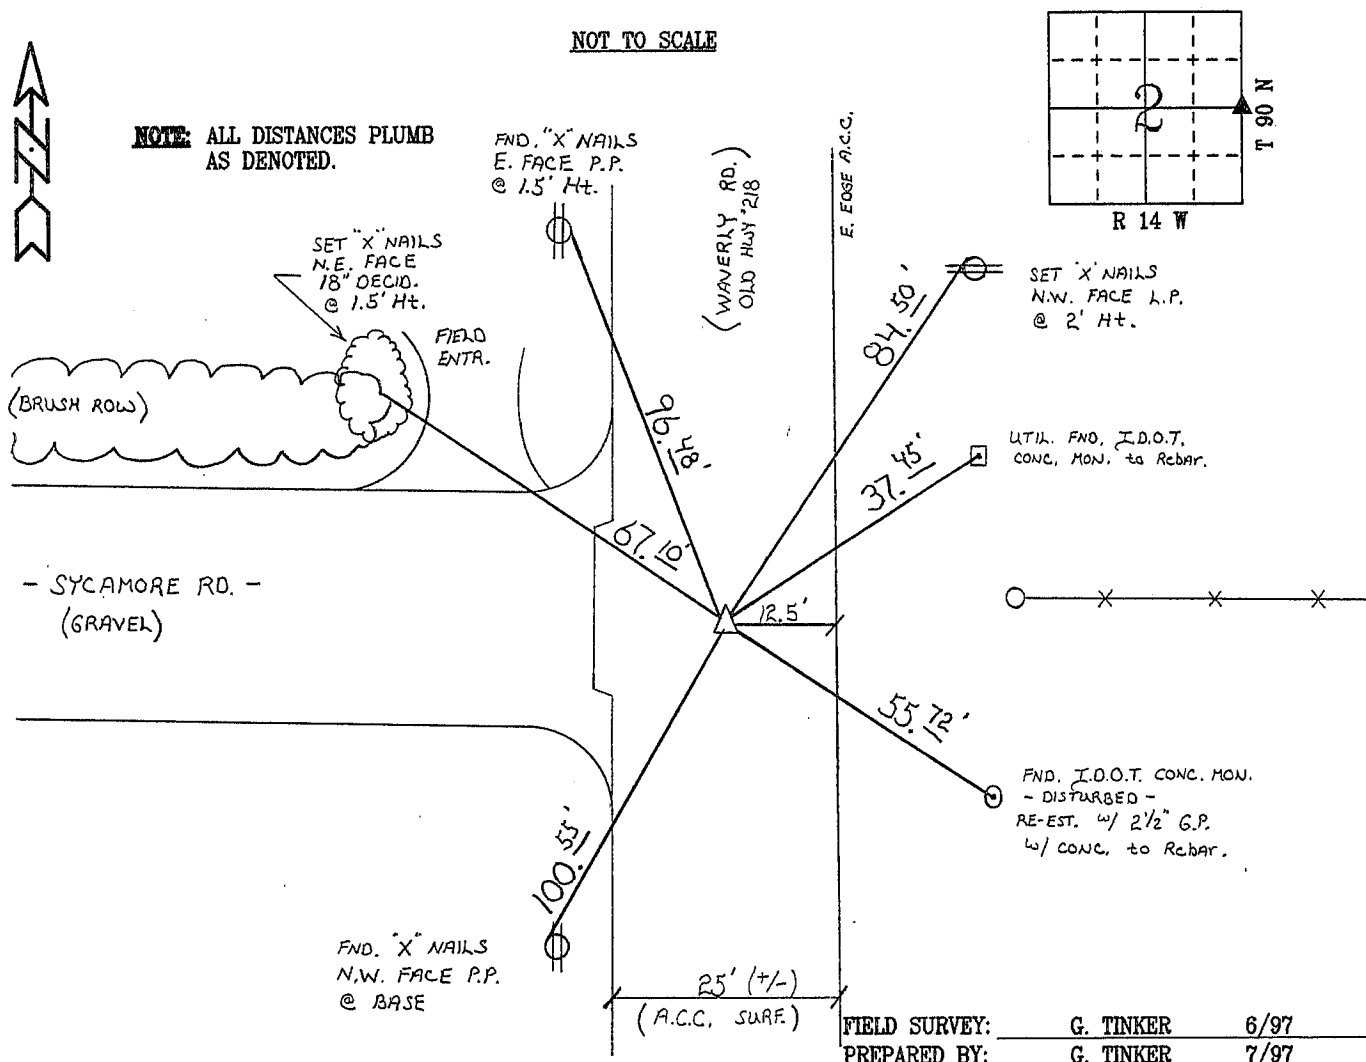 NOT TO SCALE
NOTE: ALL DISTANCES PLUMB
AS DENOTED.
N
FND. "X" NAILS
E. FACE P.P.
@ 1.5' Ht.
(WAVERLY RD.)
OLD HWY #218
E. EDGE A.C.C.
2
T 90 N
R 14 W
SET "X" NAILS
N.E. FACE
18" DECID.
@ 1.5' Ht.
FIELD
ENTR.
SET "X" NAILS
N.W. FACE L.P.
@ 2' Ht.
84.50'
(BRUSH ROW)
96.48'
37.45'
UTIL. FND. I.D.O.T.
CONC. MON. to Rebar.
67.10'
- SYCAMORE RD. -
(GRAVEL)
12.5'
55.72'
FND. I.D.O.T. CONC. MON.
- DISTURBED -
RE-EST. w/ 2 1/2" G.P.
w/ CONC. to Rebar.
100.55'
FND. "X" NAILS
N.W. FACE P.P.
@ BASE
25' (+/-)
(A.C.C. SURF.)
FIELD SURVEY: G. TINKER 6/97
PREPARED BY: G. TINKER 7/97